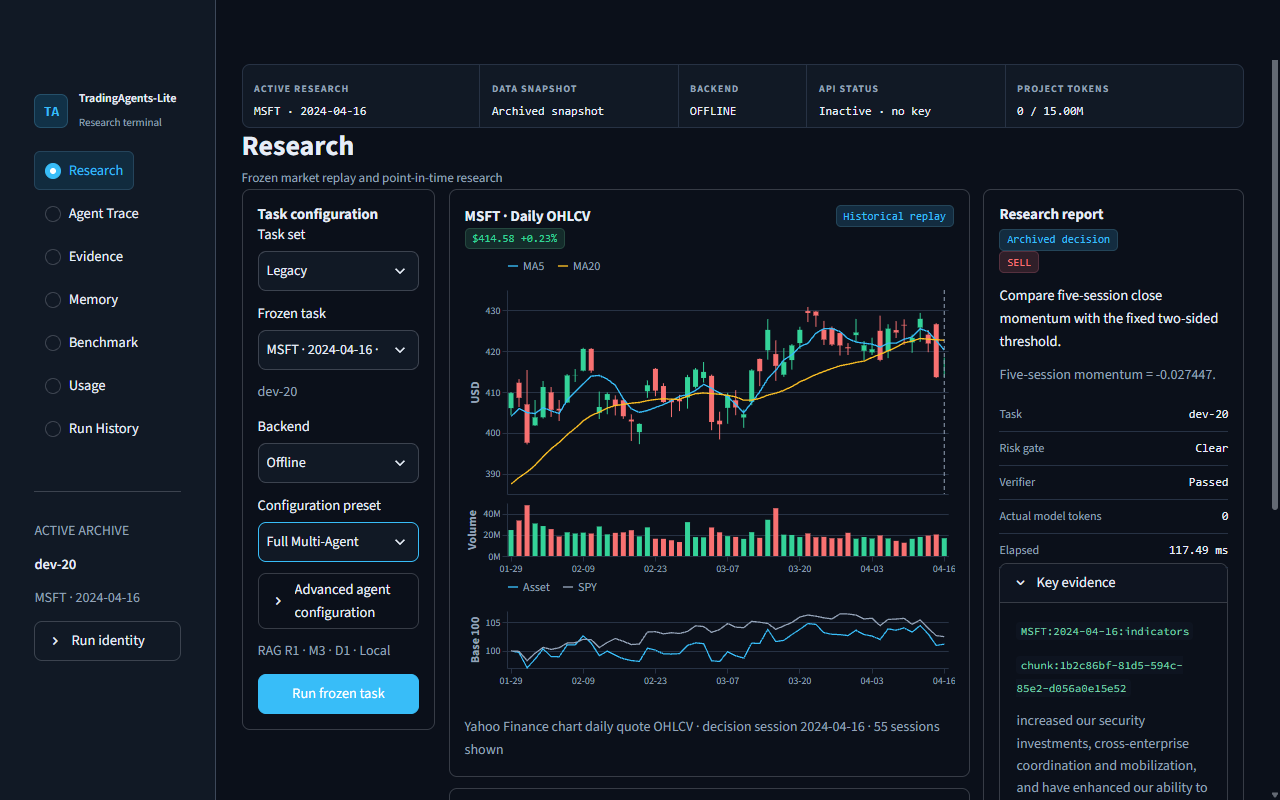 TA
TradingAgents-Lite
Research terminal
Research
Agent Trace
Evidence
Memory
Benchmark
Usage
Run History
ACTIVE ARCHIVE
dev-20
MSFT · 2024-04-16
Run identity
ACTIVE RESEARCH
MSFT · 2024-04-16
DATA SNAPSHOT
Archived snapshot
BACKEND
OFFLINE
API STATUS
Inactive · no key
PROJECT TOKENS
0 / 15.00M
Research
Frozen market replay and point-in-time research
Task configuration
Task set
Legacy
Frozen task
MSFT · 2024-04-16 ·
dev-20
Backend
Offline
Configuration preset
Full Multi-Agent
Advanced agent
configuration
RAG R1 · M3 · D1 · Local
Run frozen task
MSFT · Daily OHLCV
Historical replay
$414.58 +0.23%
MA5 MA20
USD
430
420
410
400
390
Volume
40M
20M
0M
01-29 02-09 02-23 03-07 03-20 04-03 04-16
Asset SPY
Base 100
105
100
01-29 02-09 02-23 03-07 03-20 04-03 04-16
Yahoo Finance chart daily quote OHLCV · decision session 2024-04-16 · 55 sessions
shown
Research report
Archived decision
SELL
Compare five-session close
momentum with the fixed two-sided
threshold.
Five-session momentum = -0.027447.
Task dev-20
Risk gate Clear
Verifier Passed
Actual model tokens 0
Elapsed 117.49 ms
Key evidence
MSFT:2024-04-16:indicators
chunk:1b2c86bf-81d5-594c-
85e2-d056a0e15e52
increased our security
investments, cross-enterprise
coordination and mobilization,
and have enhanced our ability to